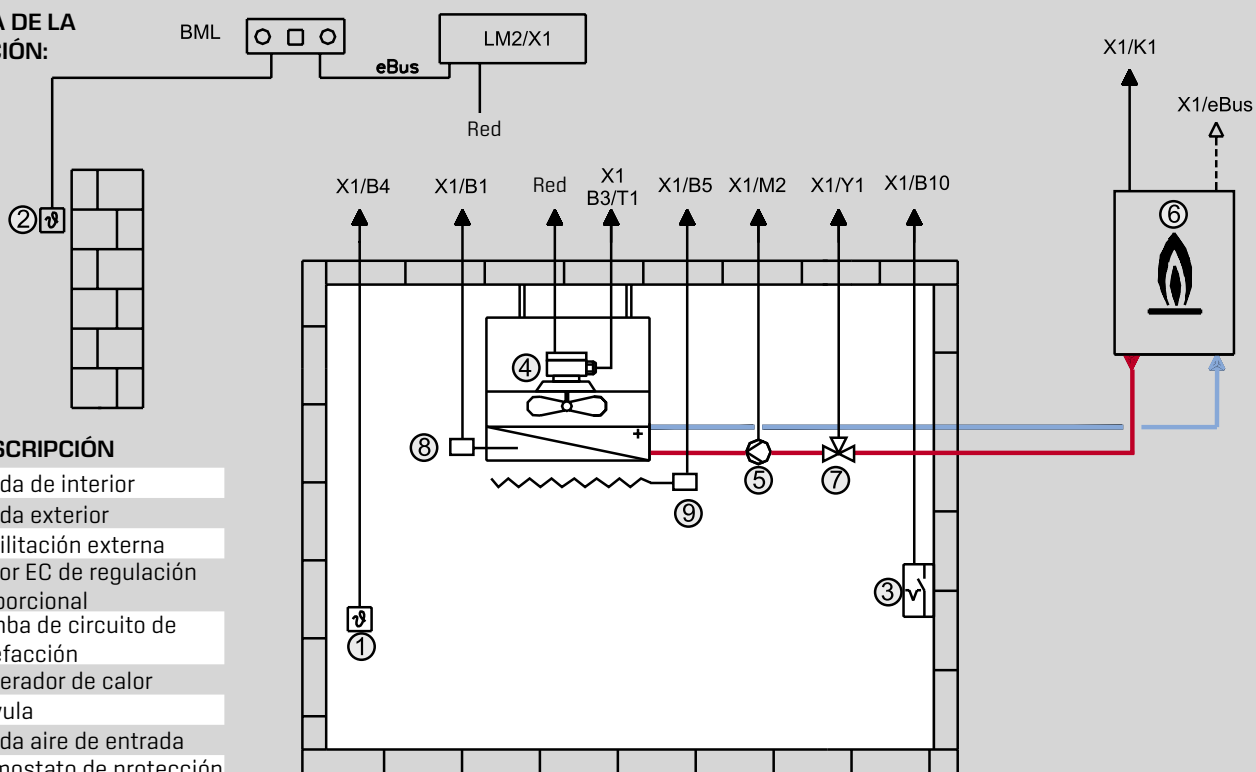 A DE LA
CIÓN:
BML
LM2/X1
eBus
Red
X1/K1
X1/eBus
X1/B4
X1/B1
Red
X1
B3/T1
X1/B5
X1/M2
X1/Y1
X1/B10
2
6
4
8
5
7
9
3
1
SCRIPCIÓN
da de interior
da exterior
ilitación externa
or EC de regulación
porcional
nba de circuito de
efacción
erador de calor
vula
da aire de entrada
mostato de protección